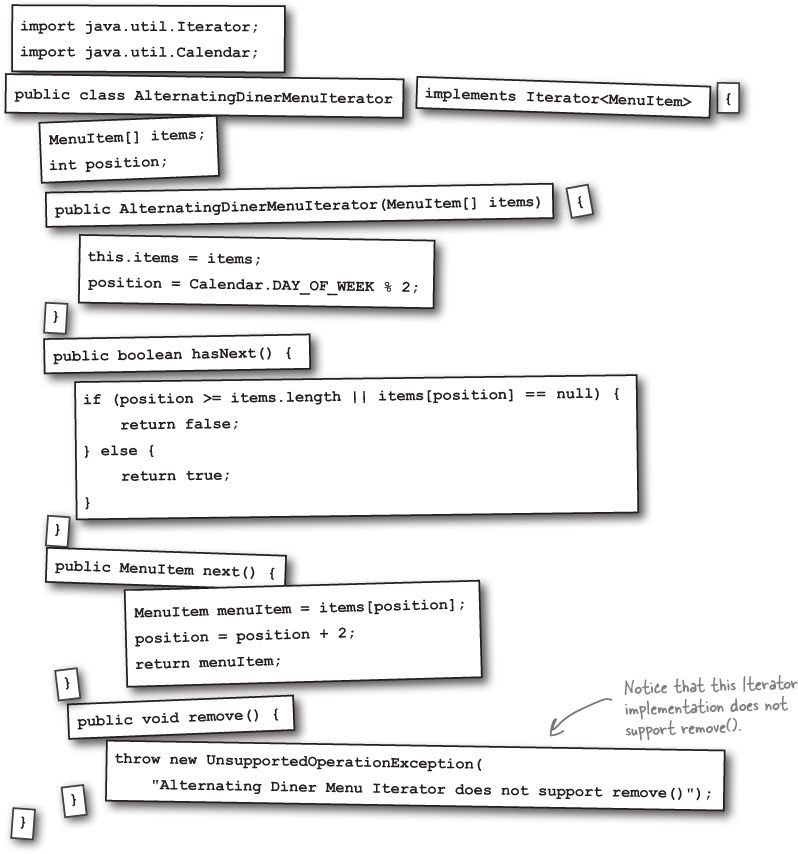 import java.util.Iterator;
import java.util.Calendar;
public class AlternatingDinerMenuIterator implements Iterator<MenuItem> {
MenuItem[] items;
int position;
public AlternatingDinerMenuIterator(MenuItem[] items) {
this.items = items;
position = Calendar.DAY_OF_WEEK % 2;
}
public boolean hasNext() {
if (position >= items.length || items[position] == null) {
return false;
} else {
return true;
}
}
public MenuItem next() {
MenuItem menuItem = items[position];
position = position + 2;
return menuItem;
}
public void remove() {
Notice that this Iterator
implementation does not
support remove().
throw new UnsupportedOperationException(
"Alternating Diner Menu Iterator does not support remove()");
}
}